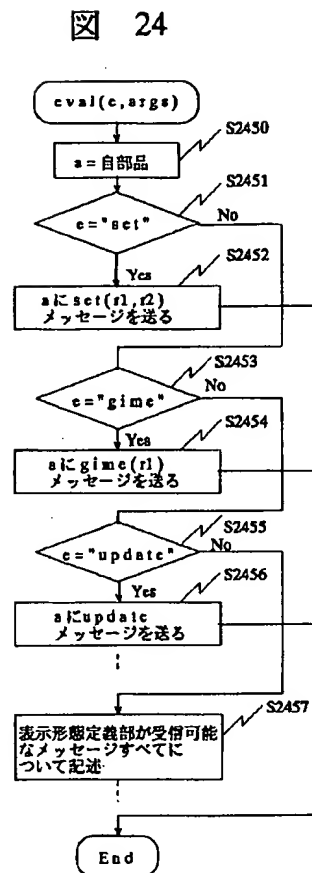 図 24
eval(e,args)
S2450
a=自部品
S2451
e="set"
No
Yes
S2452
aにset(r1,r2)
メッセージを送る
S2453
e="gime"
No
Yes
S2454
aにgime(r1)
メッセージを送る
S2455
e="update"
No
Yes
S2456
aにupdate
メッセージを送る
S2457
表示形態定義部が受信可能
なメッセージすべてに
ついて記述
End